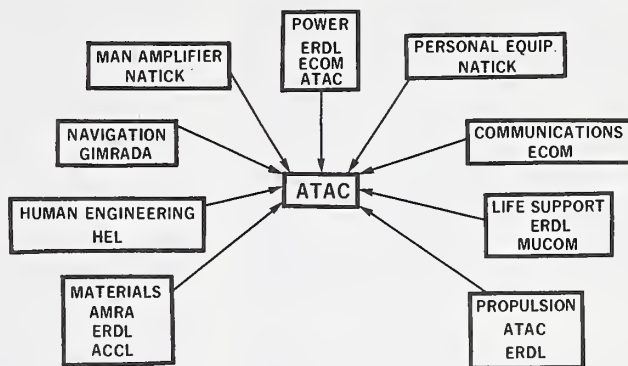 POWER
ERDL
ECOM
ATAC
MAN AMPLIFIER
NATICK
PERSONAL EQUIP.
NATICK
NAVIGATION
GIMRADA
COMMUNICATIONS
ECOM
ATAC
HUMAN ENGINEERING
HEL
LIFE SUPPORT
ERDL
MUCOM
MATERIALS
AMRA
ERDL
ACCL
PROPULSION
ATAC
ERDL